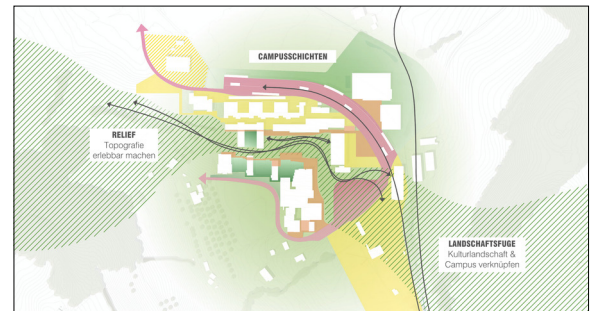 CAMPUSSCHICHTEN
RELIEF
Topografie
erlebbar machen
LANDSCHAFTSFUGE
Kulturlandschaft &
Campus verknüpfen